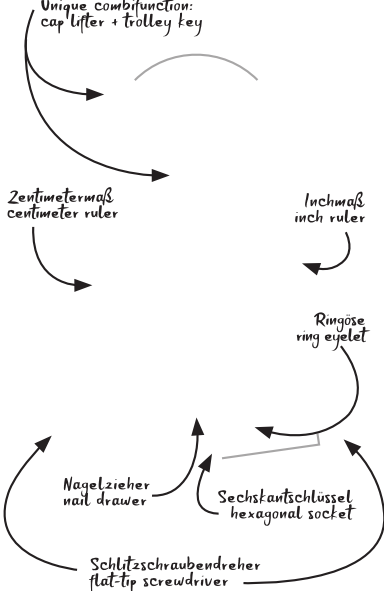 Unique combifunction:
cap lifter + trolley key
Zentimetermaß
centimeter ruler
Inchmaß
inch ruler
Ringöse
ring eyelet
Nagelzieher
nail drawer
Sechskantschlüssel
hexagonal socket
Schlitzschraubendreher
flat-tip screwdriver